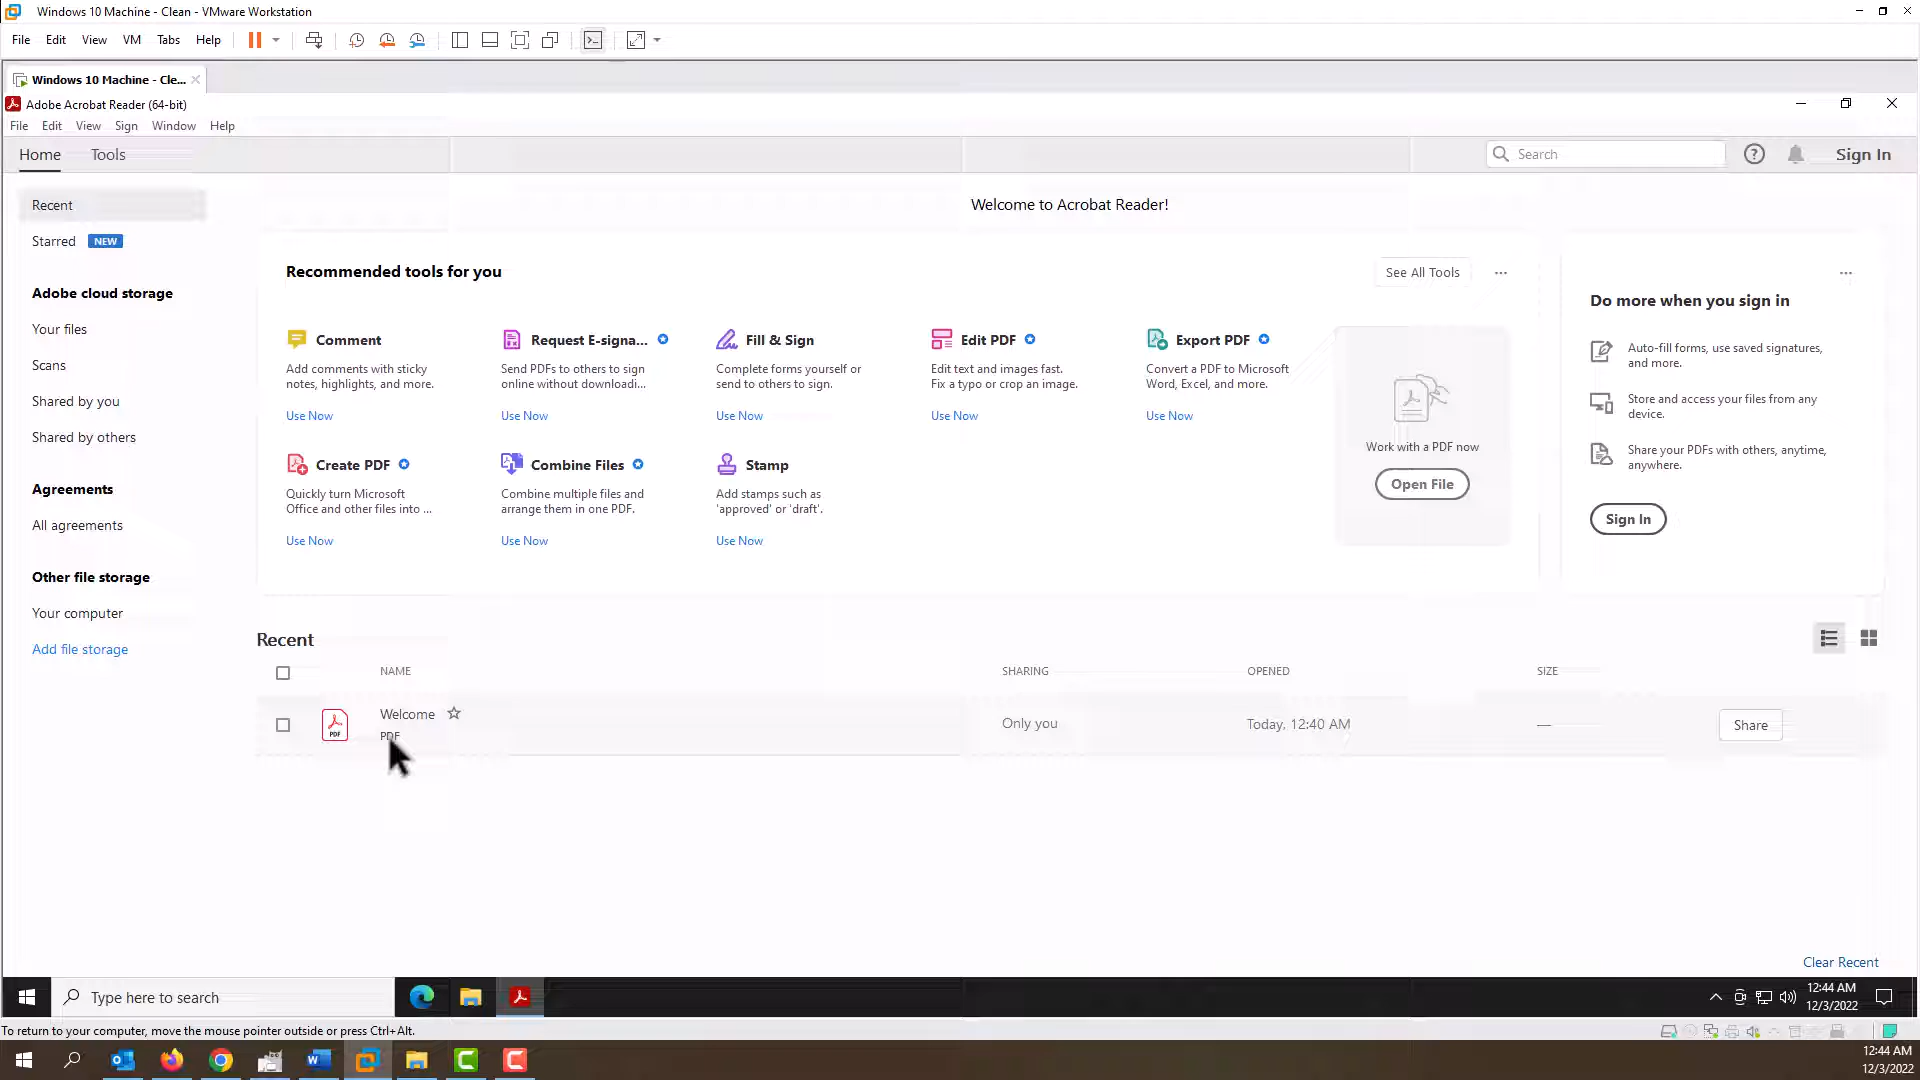 Windows 10 Machine - Clean - VMware Workstation
File Edit View VM Tabs Help
Windows 10 Machine - Cle...
Adobe Acrobat Reader (64-bit)
File Edit View Sign Window Help
Home Tools Search Sign In
Recent
Starred NEW
Adobe cloud storage
Your files
Scans
Shared by you
Shared by others
Agreements
All agreements
Other file storage
Your computer
Add file storage
Welcome to Acrobat Reader!
Recommended tools for you See All Tools
Comment
Add comments with sticky
notes, highlights, and more.
Use Now
Request E-signa...
Send PDFs to others to sign
online without downloadi...
Use Now
Fill & Sign
Complete forms yourself or
send to others to sign.
Use Now
Edit PDF
Edit text and images fast.
Fix a typo or crop an image.
Use Now
Export PDF
Convert a PDF to Microsoft
Word, Excel, and more.
Use Now
Create PDF
Quickly turn Microsoft
Office and other files into ...
Use Now
Combine Files
Combine multiple files and
arrange them in one PDF.
Use Now
Stamp
Add stamps such as
'approved' or 'draft'.
Use Now
Work with a PDF now
Open File
Do more when you sign in
Auto-fill forms, use saved signatures,
and more.
Store and access your files from any
device.
Share your PDFs with others, anytime,
anywhere.
Sign In
Recent
NAME SHARING OPENED SIZE
PDF
Welcome
PDF
Only you Today, 12:40 AM — Share
Clear Recent
Type here to search
12:44 AM
12/3/2022
To return to your computer, move the mouse pointer outside or press Ctrl+Alt.
12:44 AM
12/3/2022